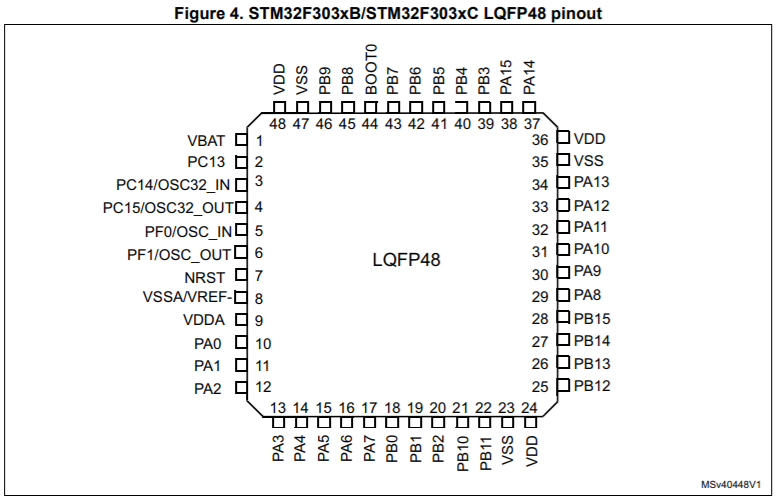 Figure 4. STM32F303xB/STM32F303xC LQFP48 pinout
VDD
VSS
PB9
PB8
BOOT0
PB7
PB6
PB5
PB4
PB3
PA15
PA14
48 47 46 45 44 43 42 41 40 39 38 37
VBAT 1 36 VDD
PC13 2 35 VSS
PC14/OSC32_IN 3 34 PA13
PC15/OSC32_OUT 4 33 PA12
PF0/OSC_IN 5 32 PA11
PF1/OSC_OUT 6 31 PA10
LQFP48
NRST 7 30 PA9
VSSA/VREF- 8 29 PA8
VDDA 9 28 PB15
PA0 10 27 PB14
PA1 11 26 PB13
PA2 12 25 PB12
13 14 15 16 17 18 19 20 21 22 23 24
PA3
PA4
PA5
PA6
PA7
PB0
PB1
PB2
PB10
PB11
VSS
VDD
MSv40448V1